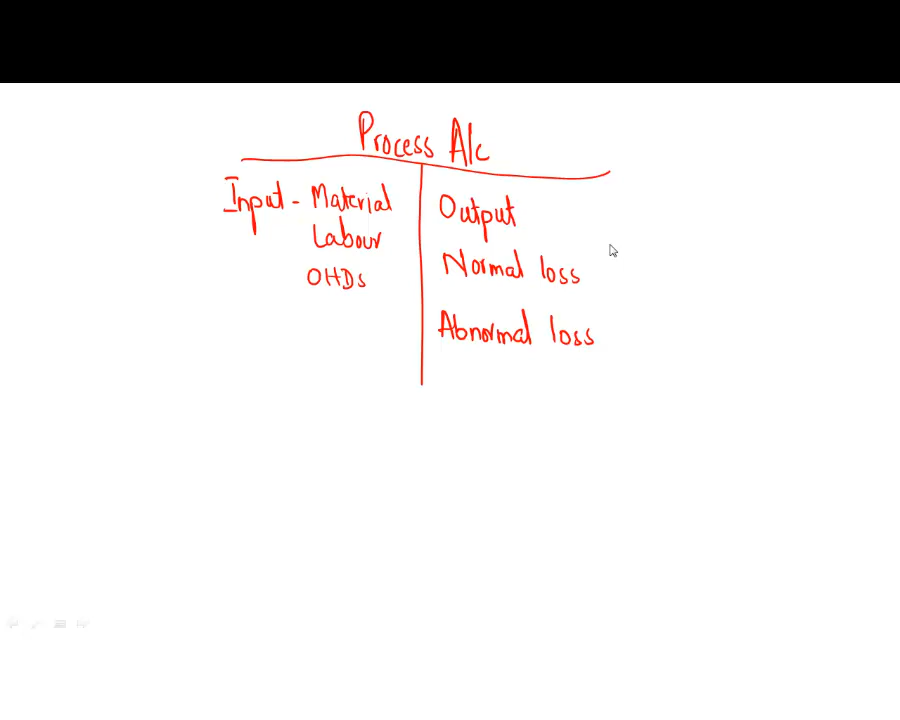 Process A/c
Input - Material
Labour
OHDs
Output
Normal loss
Abnormal loss